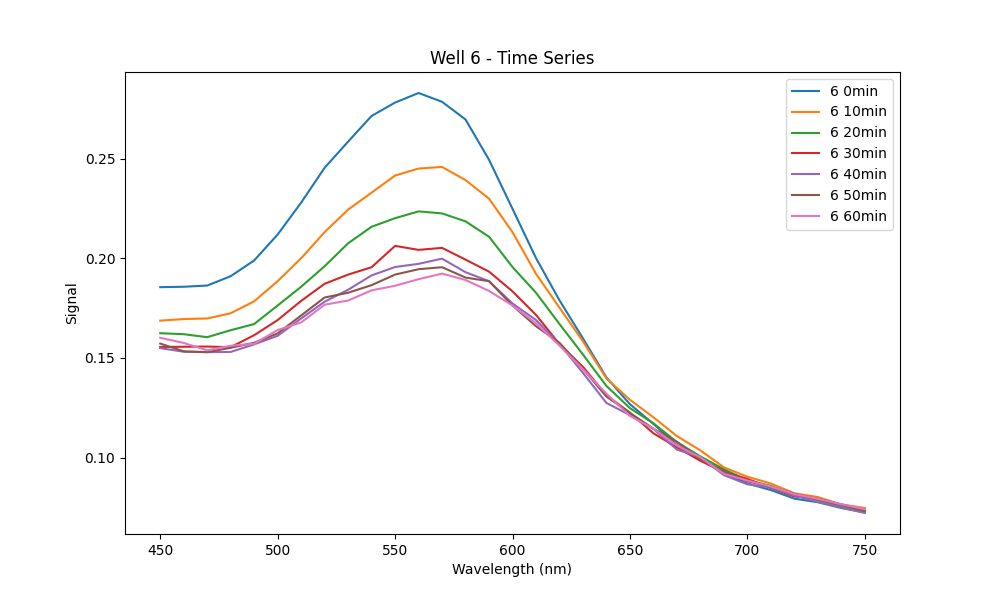 Well 6 - Time Series
6 0min
6 10min
6 20min
6 30min
6 40min
6 50min
6 60min
0.25
0.20
0.15
0.10
Signal
450 500 550 600 650 700 750
Wavelength (nm)